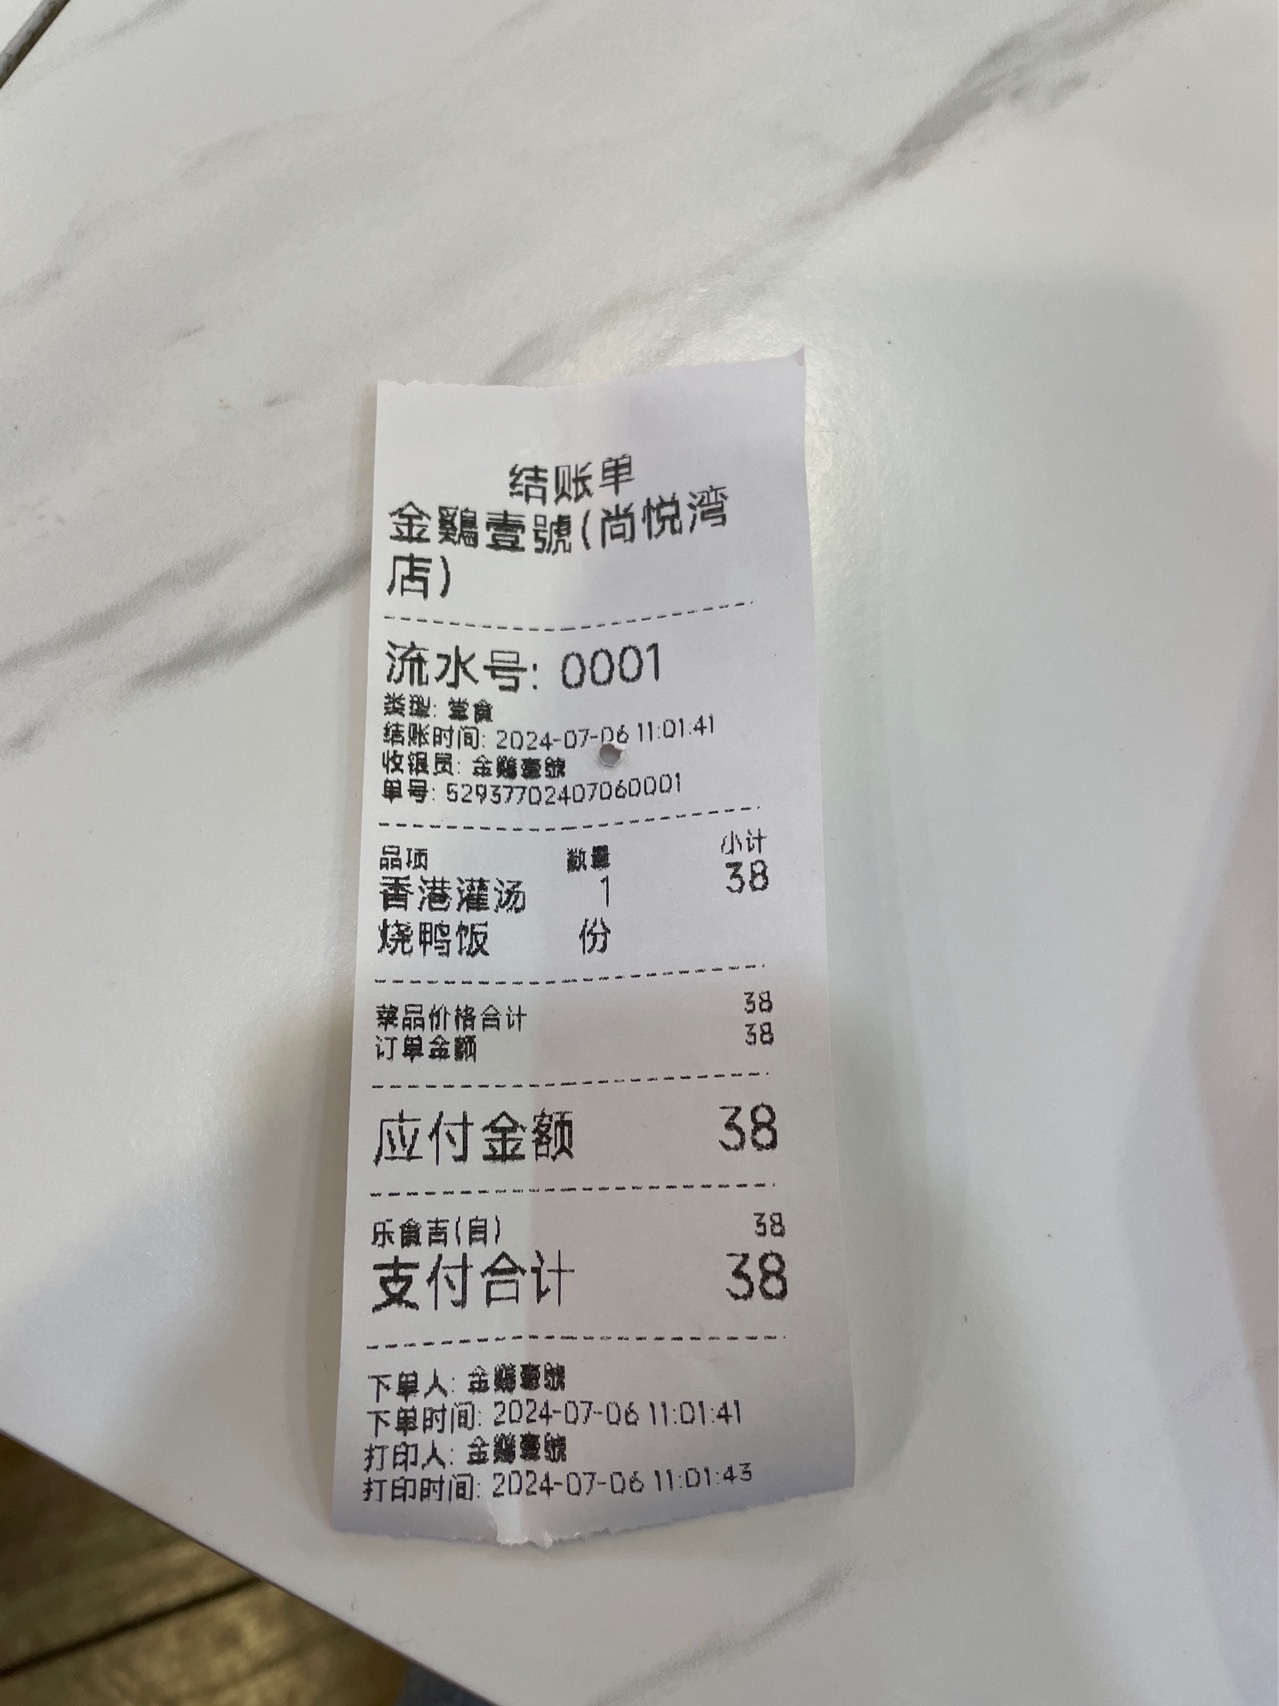 结账单
金鷄壹號(尚悦湾
店)
流水号: 0001
类型: 堂食
结账时间: 2024-07-06 11:01:41
收银员: 金鷄壹號
单号: 52937702407060001
品项 数量 小计
香港灌汤 1 38
烧鸭饭 份
菜品价格合计 38
订单金额 38
应付金额 38
乐食吉(自) 38
支付合计 38
下单人: 金鷄壹號
下单时间: 2024-07-06 11:01:41
打印人: 金鷄壹號
打印时间: 2024-07-06 11:01:43